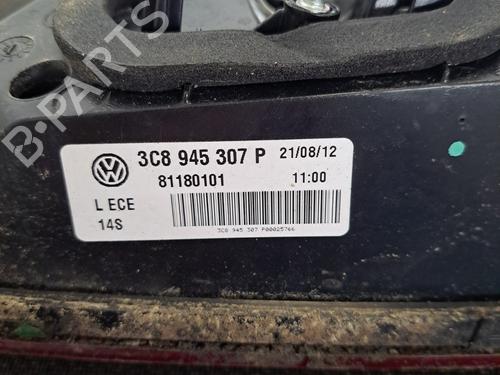 B-PARTS
3C8 945 307 P 21/08/12
81180101 11:00
L ECE
14S
3C8 945 307 P00025766